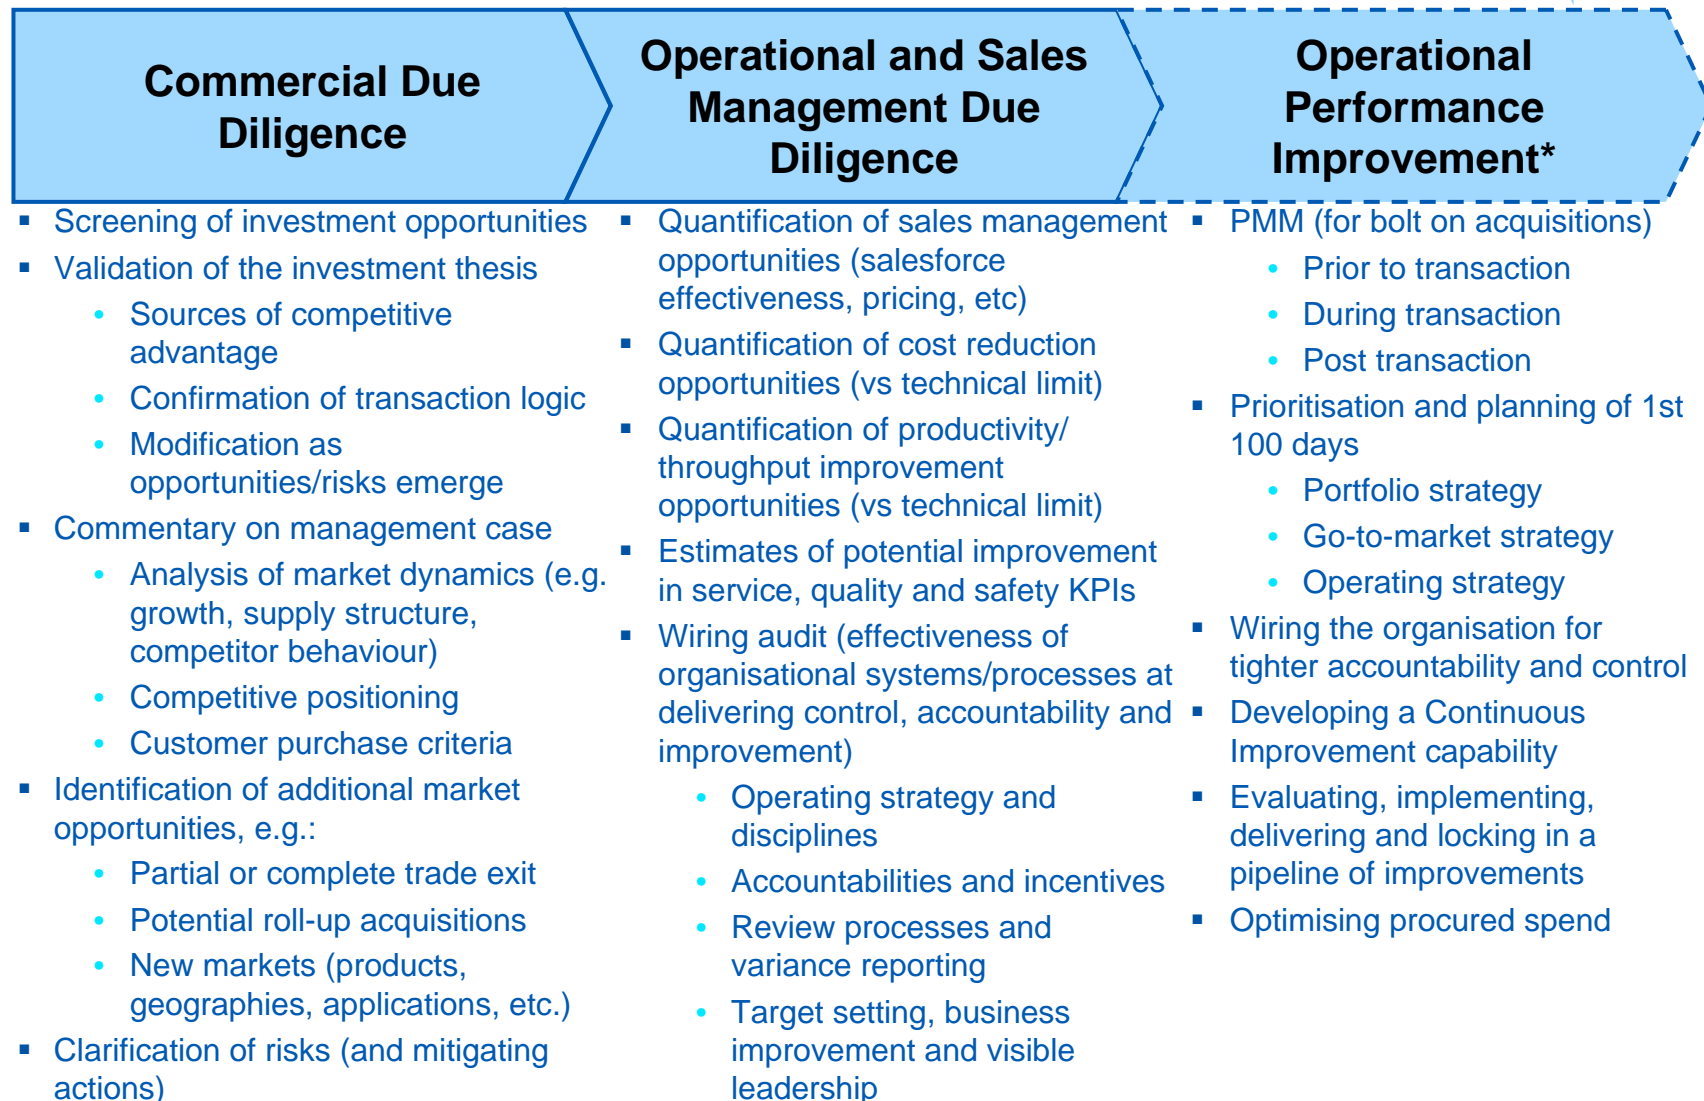 Commercial Due
Diligence
Operational and Sales
Management Due
Diligence
Operational
Performance
Improvement*
Screening of investment opportunities
Validation of the investment thesis
Sources of competitive
advantage
Confirmation of transaction logic
Modification as
opportunities/risks emerge
Commentary on management case
Analysis of market dynamics (e.g.
growth, supply structure,
competitor behaviour)
Competitive positioning
Customer purchase criteria
Identification of additional market
opportunities, e.g.:
Partial or complete trade exit
Potential roll-up acquisitions
New markets (products,
geographies, applications, etc.)
Clarification of risks (and mitigating
actions)
Quantification of sales management
opportunities (salesforce
effectiveness, pricing, etc)
Quantification of cost reduction
opportunities (vs technical limit)
Quantification of productivity/
throughput improvement
opportunities (vs technical limit)
Estimates of potential improvement
in service, quality and safety KPIs
Wiring audit (effectiveness of
organisational systems/processes at
delivering control, accountability and
improvement)
Operating strategy and
disciplines
Accountabilities and incentives
Review processes and
variance reporting
Target setting, business
improvement and visible
leadership
PMM (for bolt on acquisitions)
Prior to transaction
During transaction
Post transaction
Prioritisation and planning of 1st
100 days
Portfolio strategy
Go-to-market strategy
Operating strategy
Wiring the organisation for
tighter accountability and control
Developing a Continuous
Improvement capability
Evaluating, implementing,
delivering and locking in a
pipeline of improvements
Optimising procured spend